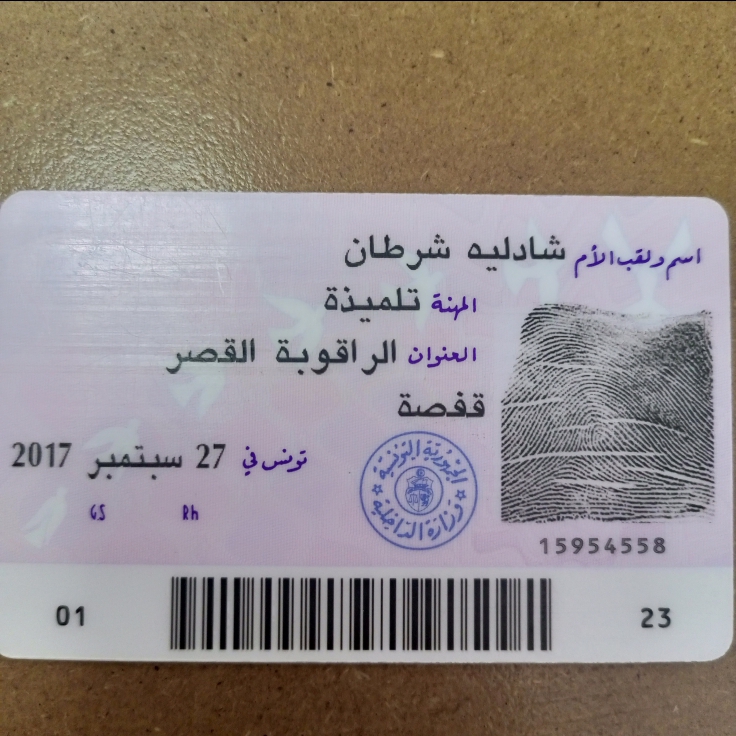 اسم ولقب الأم شادليه شرطان
المهنة تلميذة
العنوان الراقوبة القصر
قفصة
تونس في 27 سبتمبر 2017
GS Rh
الجمهورية التونسية
وزارة الداخلية
15954558
01 23